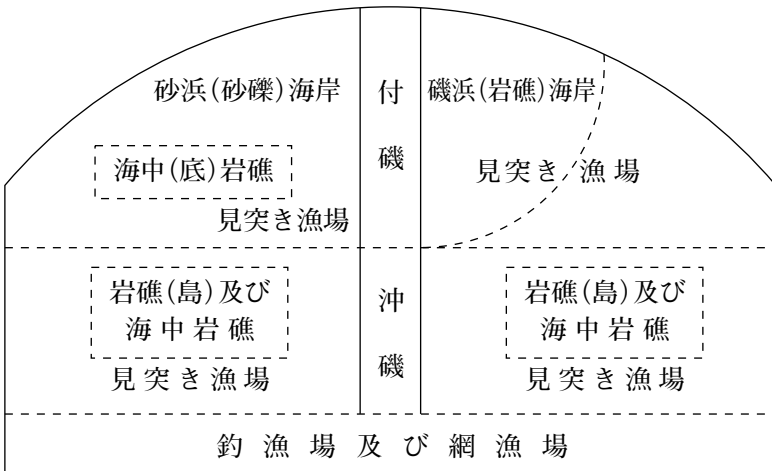 砂浜(砂礫)海岸
付磯
磯浜(岩礁)海岸
海中(底)岩礁
見突き漁場
見突き漁場
岩礁(島)及び
海中岩礁
見突き漁場
沖磯
岩礁(島)及び
海中岩礁
見突き漁場
釣漁場及び網漁場